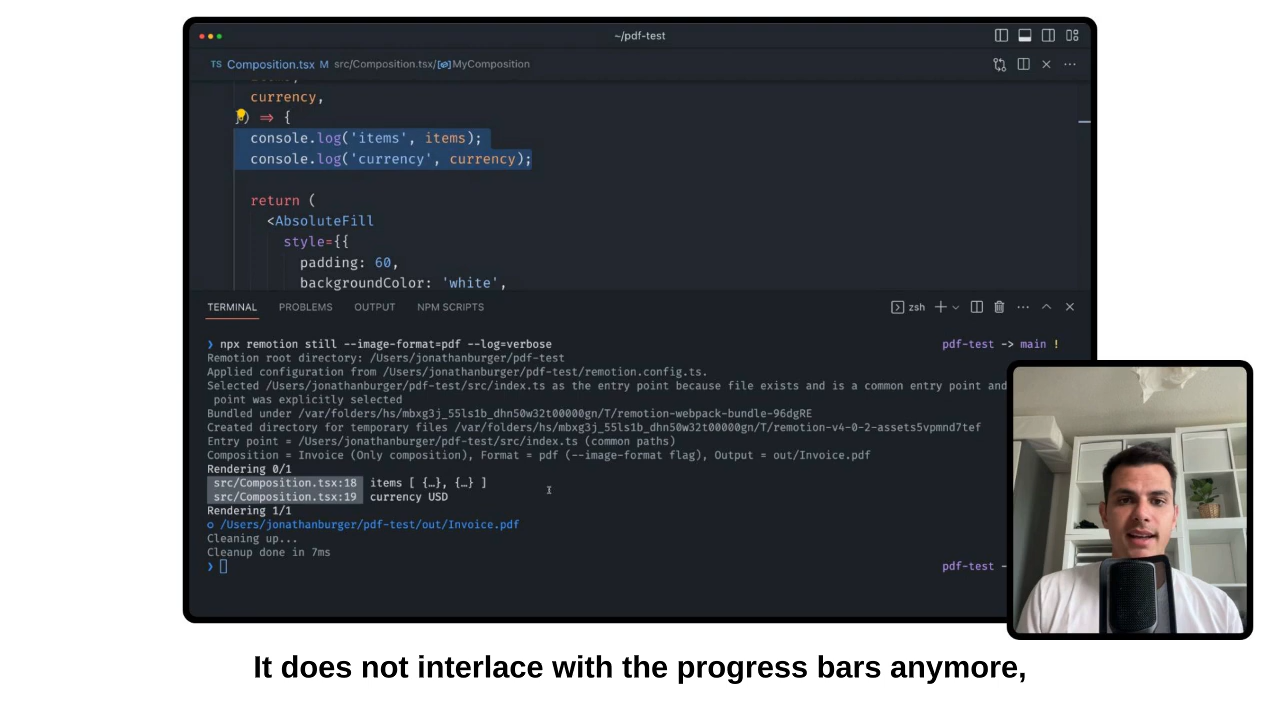 ~/pdf-test
TS Composition.tsx M src/Composition.tsx/[ø]MyComposition
currency,
}) => {
console.log('items', items);
console.log('currency', currency);
return (
<AbsoluteFill
style={{
padding: 60,
backgroundColor: 'white',
TERMINAL PROBLEMS OUTPUT NPM SCRIPTS zsh
❯ npx remotion still --image-format=pdf --log=verbose pdf-test -> main !
Remotion root directory: /Users/jonathanburger/pdf-test
Applied configuration from /Users/jonathanburger/pdf-test/remotion.config.ts.
Selected /Users/jonathanburger/pdf-test/src/index.ts as the entry point because file exists and is a common entry point and
point was explicitly selected
Bundled under /var/folders/hs/mbxg3j_55ls1b_dhn50w32t00000gn/T/remotion-webpack-bundle-96dgRE
Created directory for temporary files /var/folders/hs/mbxg3j_55ls1b_dhn50w32t00000gn/T/remotion-v4-0-2-assets5vpmnd7tef
Entry point = /Users/jonathanburger/pdf-test/src/index.ts (common paths)
Composition = Invoice (Only composition), Format = pdf (--image-format flag), Output = out/Invoice.pdf
Rendering 0/1
src/Composition.tsx:18 items [ {…}, {…} ]
src/Composition.tsx:19 currency USD
Rendering 1/1
○ /Users/jonathanburger/pdf-test/out/Invoice.pdf
Cleaning up...
Cleanup done in 7ms
❯ pdf-test -
It does not interlace with the progress bars anymore,